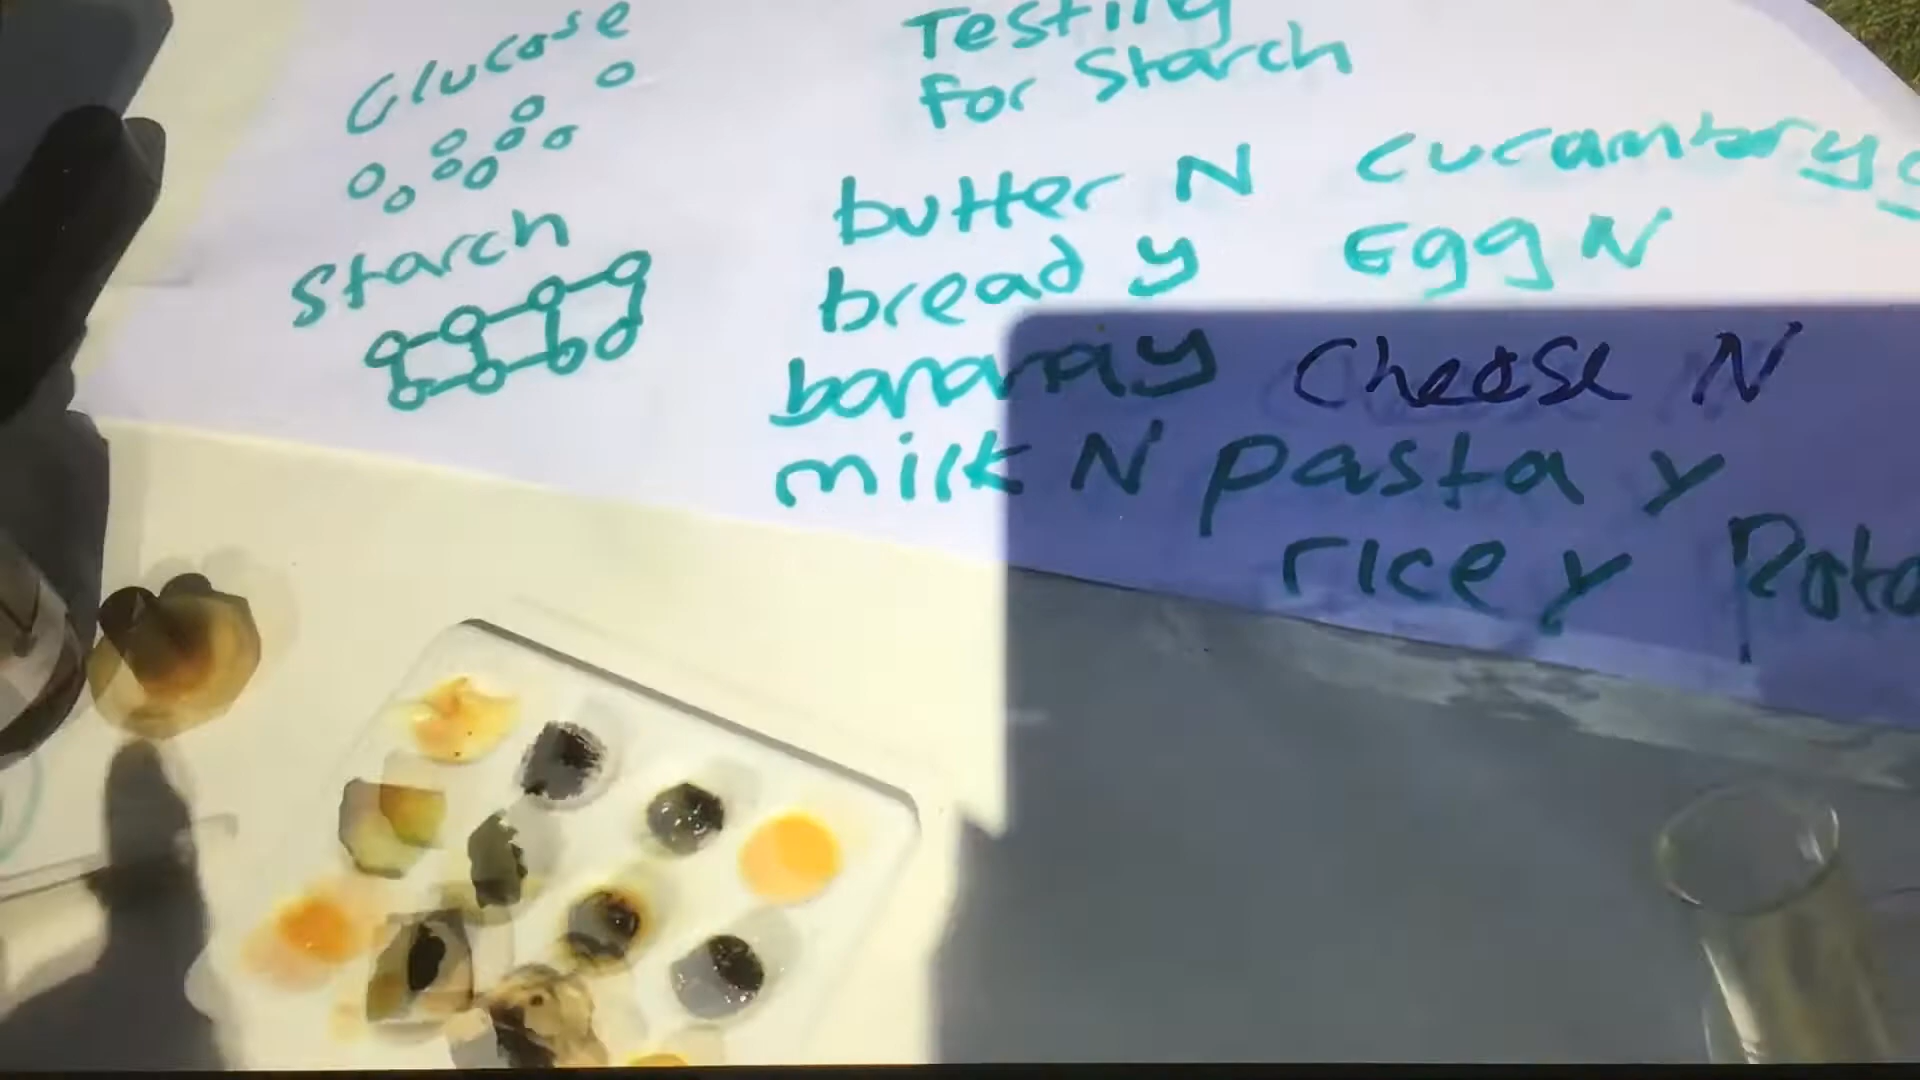 Glucose
Starch
Testing
for Starch
butter N
bread y
banana y
milk N
Egg N
Cheese N
pasta y
rice y